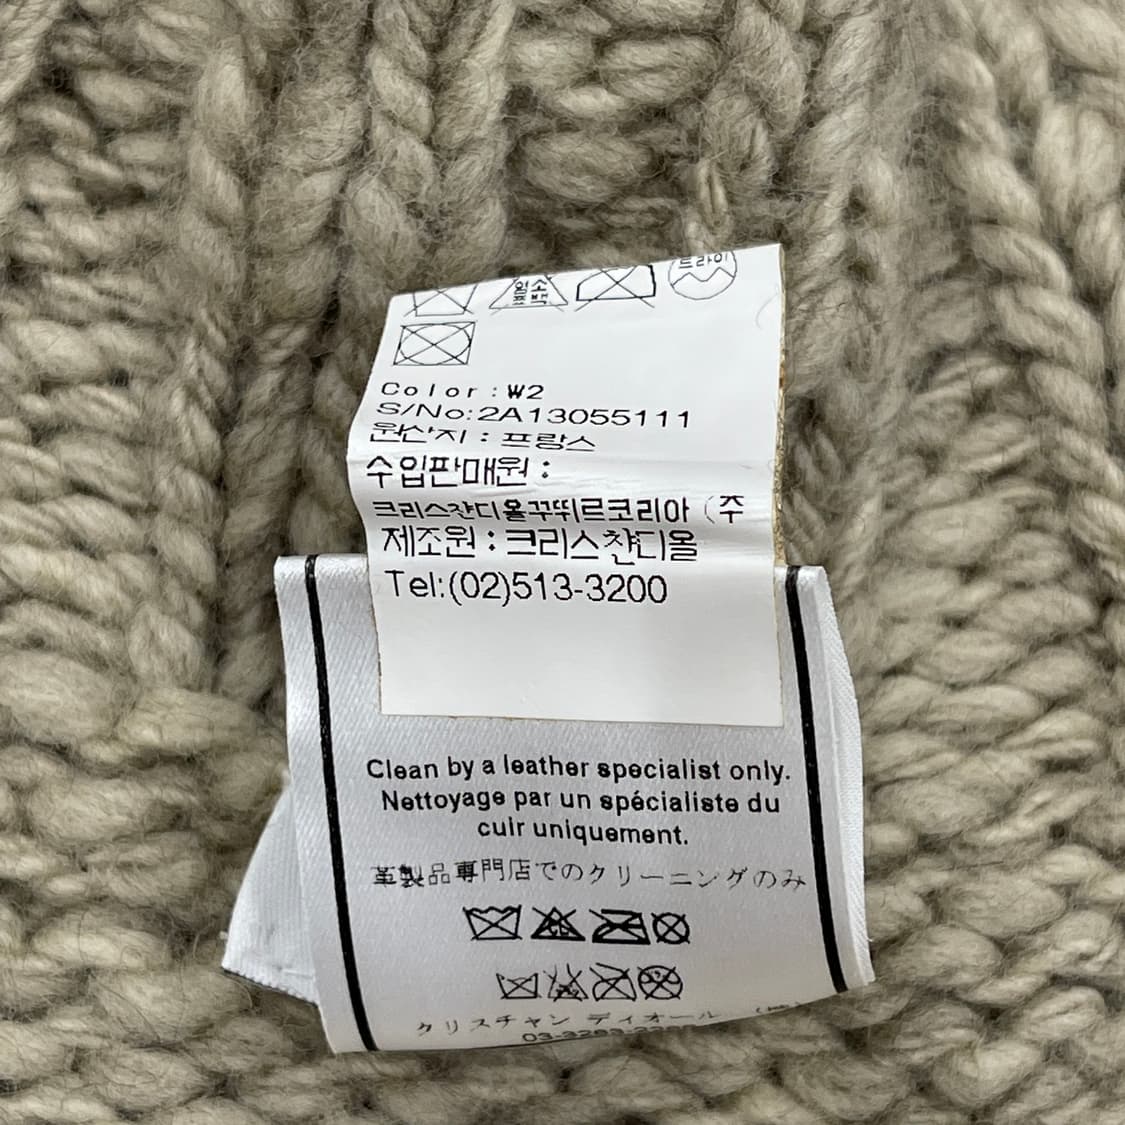 드라이
염소
표백
Color:W2
S/No:2A13055111
원산지 : 프랑스
수입판매원 :
크리스챤디올꾸뛰르코리아 (주
제조원 : 크리스챤디올
Tel:(02)513-3200
Clean by a leather specialist only.
Nettoyage par un spécialiste du
cuir uniquement.
革製品専門店でのクリーニングのみ
クリスチャン ディオール